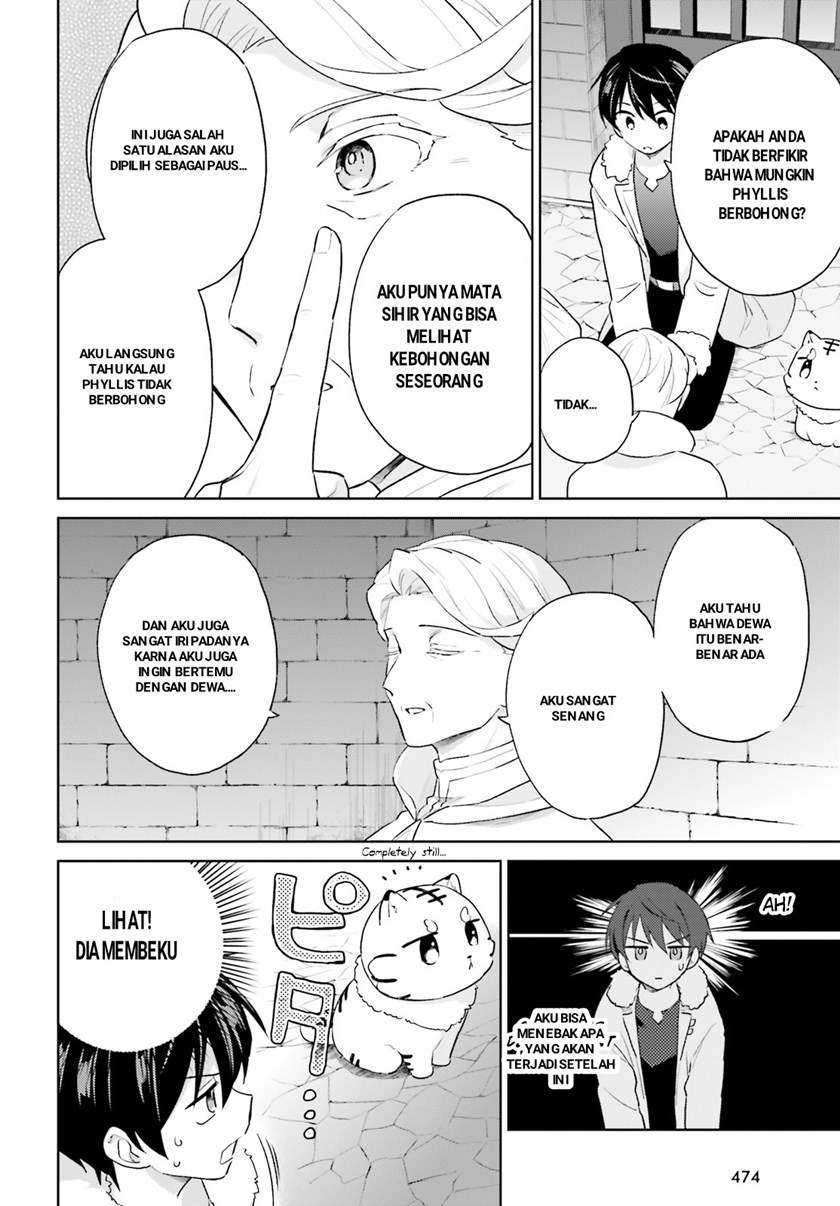 APAKAH ANDA
TIDAK BERFIKIR
BAHWA MUNGKIN
PHYLLIS
BERBOHONG?
TIDAK...
INI JUGA SALAH
SATU ALASAN AKU
DIPILIH SEBAGAI PAUS...
AKU PUNYA MATA
SIHIR YANG BISA
MELIHAT
KEBOHONGAN
SESEORANG
AKU LANGSUNG
TAHU KALAU
PHYLLIS TIDAK
BERBOHONG
AKU TAHU
BAHWA DEWA
ITU BENAR-
BENAR ADA
AKU SANGAT
SENANG
DAN AKU JUGA
SANGAT IRI PADANYA
KARNA AKU JUGA
INGIN BERTEMU
DENGAN DEWA....
AH!
AKU BISA
MENEBAK APA
YANG AKAN
TERJADI SETELAH
INI
Completely still...
ピタ…
LIHAT!
DIA MEMBEKU
474